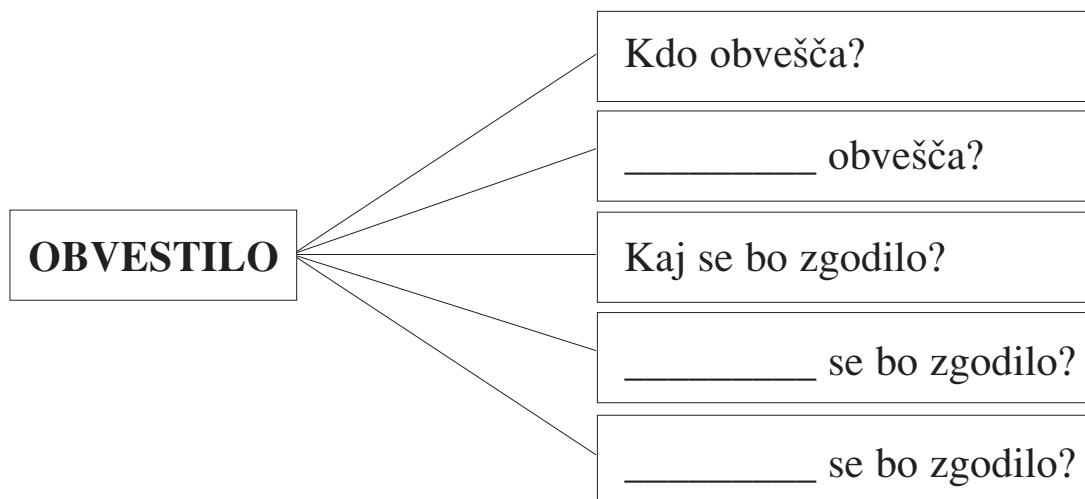 Kdo obvešča?
_________ obvešča?
OBVESTILO
Kaj se bo zgodilo?
_________ se bo zgodilo?
_________ se bo zgodilo?